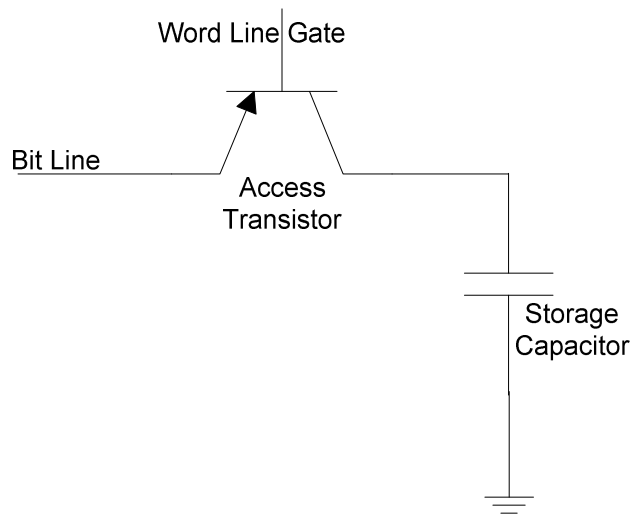 Word Line Gate
Bit Line
Access
Transistor
Storage
Capacitor